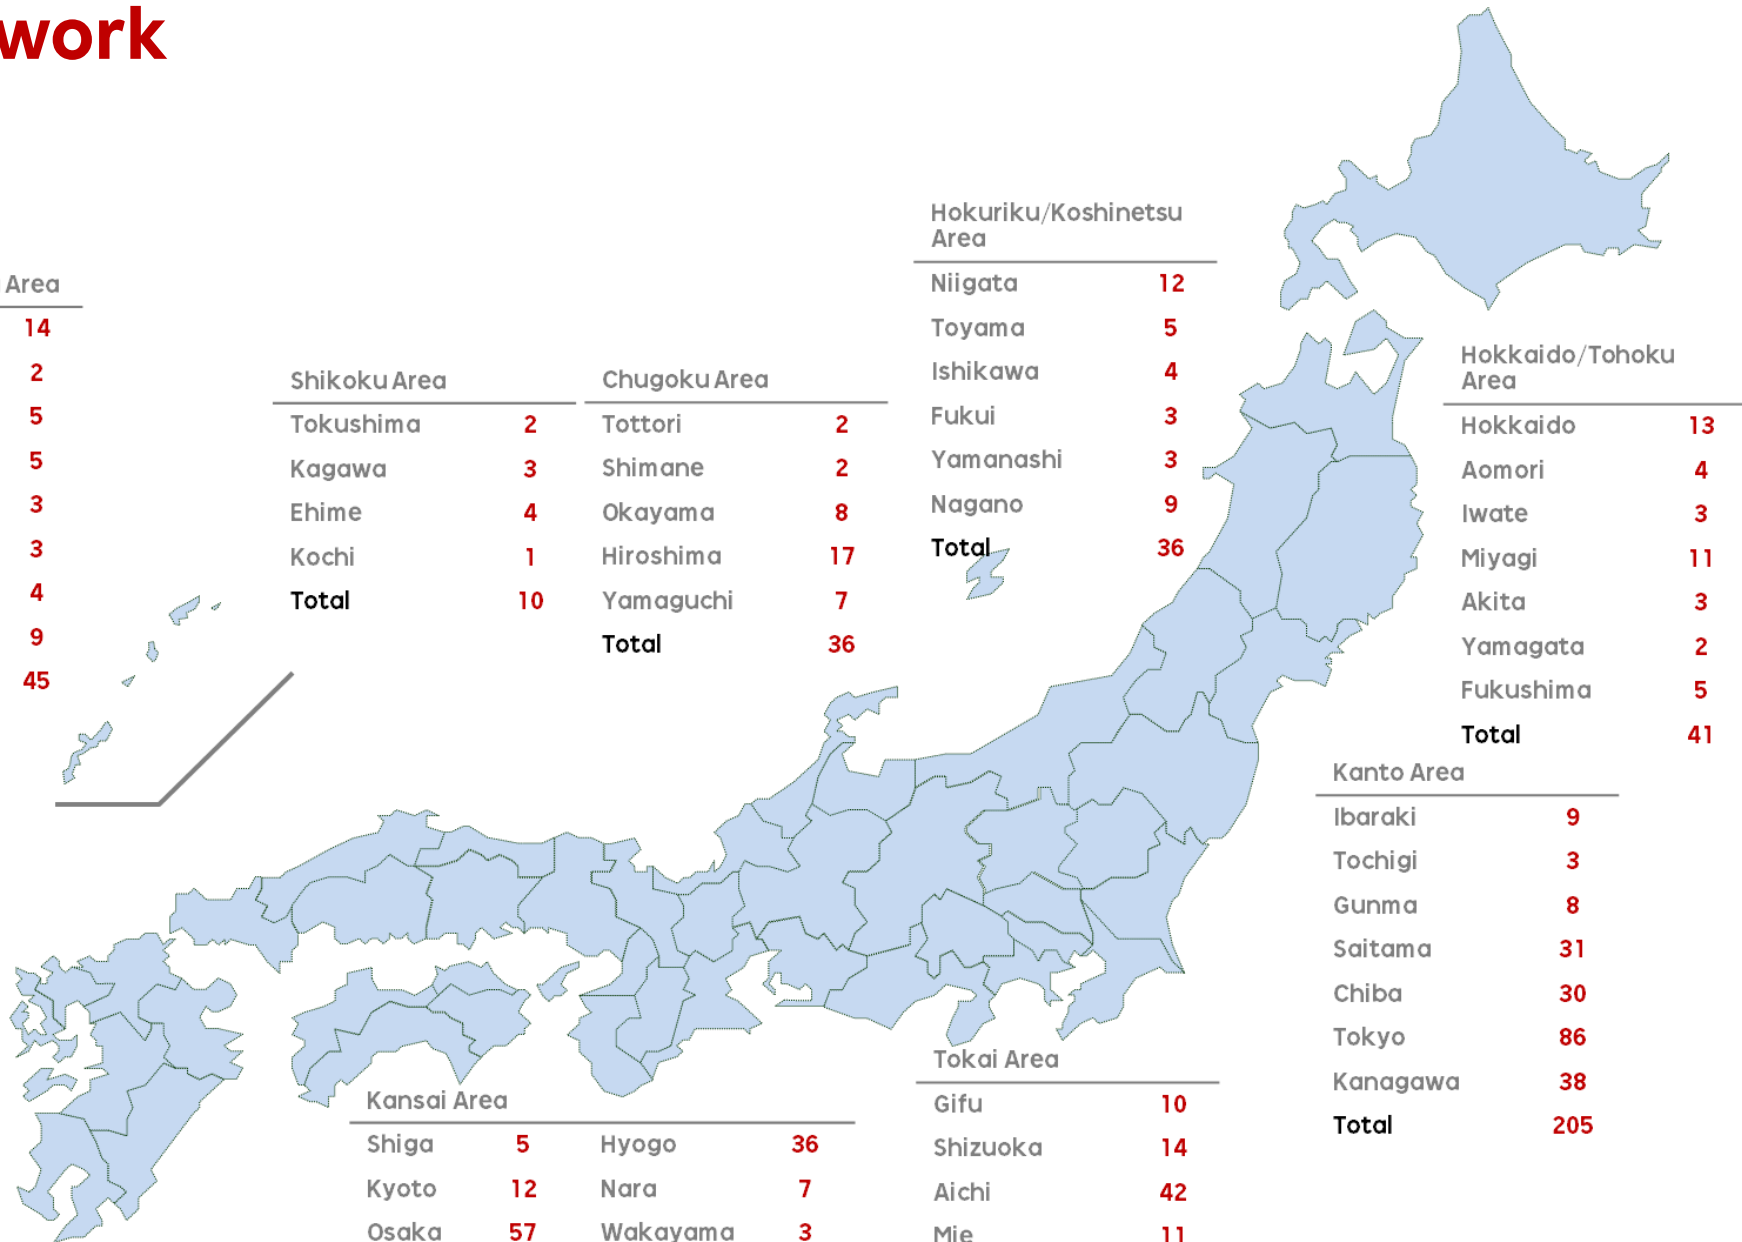 work
Area
14
2
5
5
3
3
4
9
45
Shikoku Area
Tokushima 2
Kagawa 3
Ehime 4
Kochi 1
Total 10
Chugoku Area
Tottori 2
Shimane 2
Okayama 8
Hiroshima 17
Yamaguchi 7
Total 36
Hokuriku/Koshinetsu
Area
Niigata 12
Toyama 5
Ishikawa 4
Fukui 3
Yamanashi 3
Nagano 9
Total 36
Hokkaido/Tohoku
Area
Hokkaido 13
Aomori 4
Iwate 3
Miyagi 11
Akita 3
Yamagata 2
Fukushima 5
Total 41
Kanto Area
Ibaraki 9
Tochigi 3
Gunma 8
Saitama 31
Chiba 30
Tokyo 86
Kanagawa 38
Total 205
Kansai Area
Shiga 5 Hyogo 36
Kyoto 12 Nara 7
Osaka 57 Wakayama 3
Tokai Area
Gifu 10
Shizuoka 14
Aichi 42
Mie 11